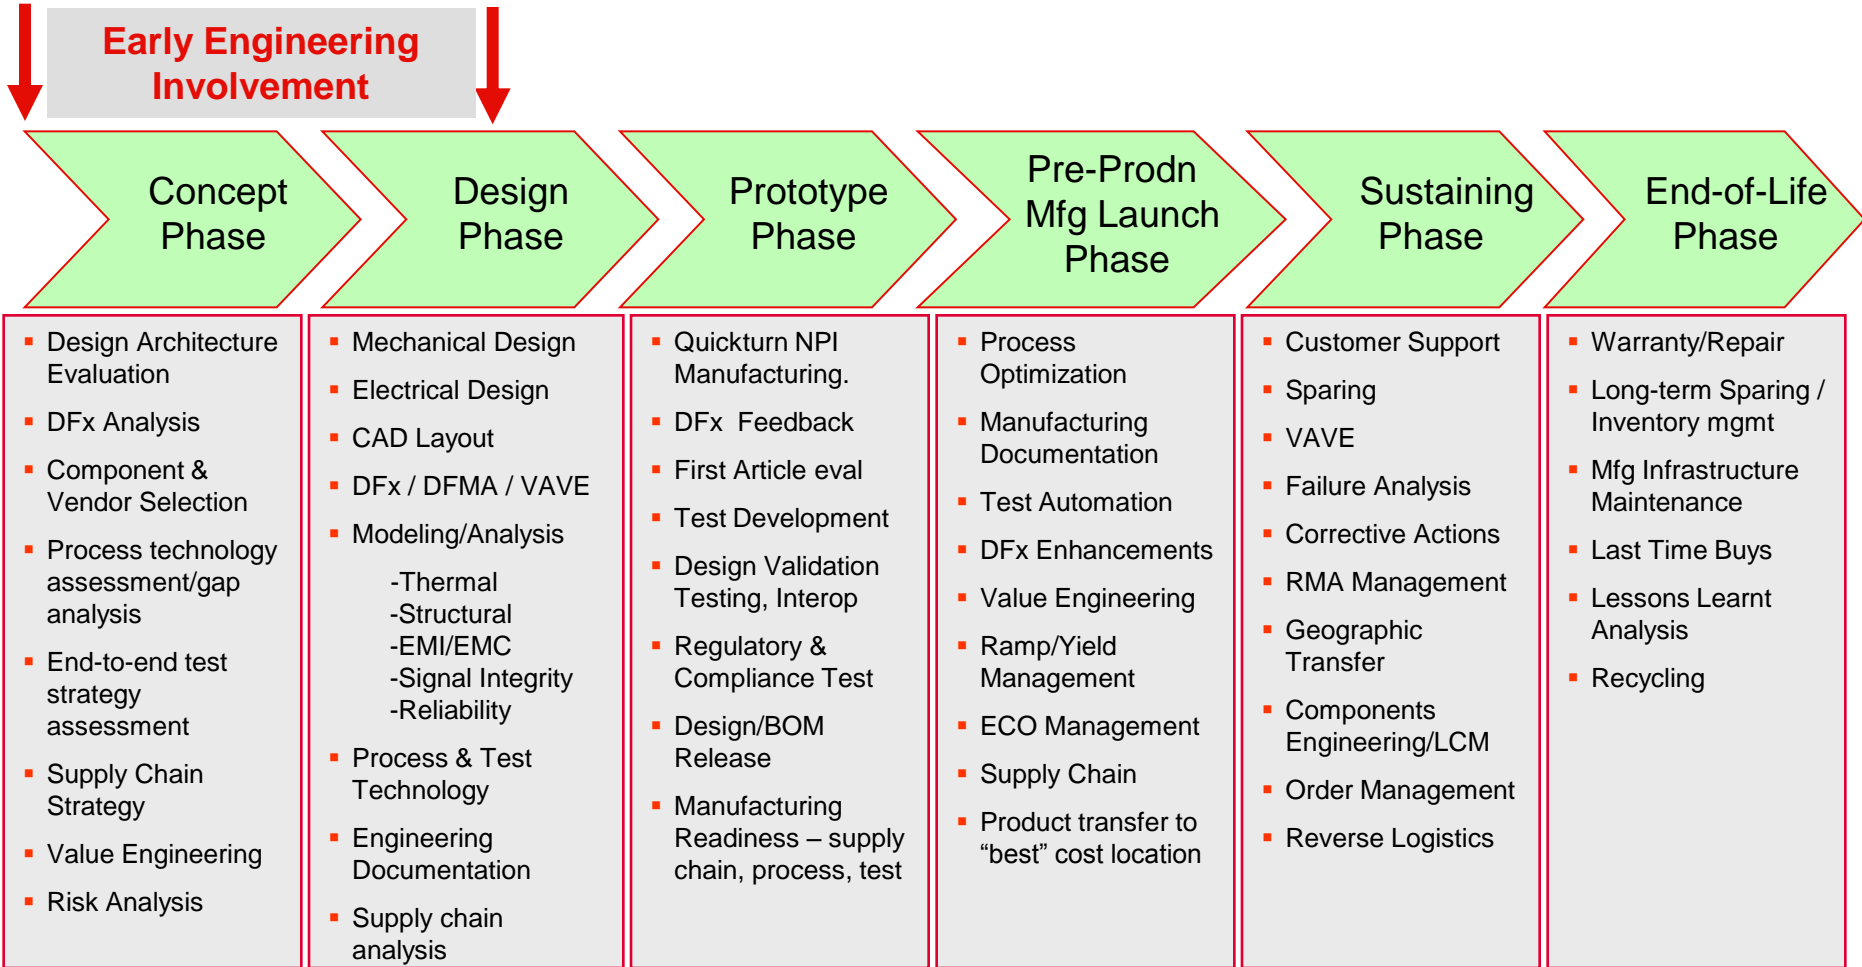 Early Engineering
Involvement
Concept
Phase
Design
Phase
Prototype
Phase
Pre-Prodn
Mfg Launch
Phase
Sustaining
Phase
End-of-Life
Phase
▪ Design Architecture
Evaluation
▪ DFx Analysis
▪ Component &
Vendor Selection
▪ Process technology
assessment/gap
analysis
▪ End-to-end test
strategy
assessment
▪ Supply Chain
Strategy
▪ Value Engineering
▪ Risk Analysis
▪ Mechanical Design
▪ Electrical Design
▪ CAD Layout
▪ DFx / DFMA / VAVE
▪ Modeling/Analysis
-Thermal
-Structural
-EMI/EMC
-Signal Integrity
-Reliability
▪ Process & Test
Technology
▪ Engineering
Documentation
▪ Supply chain
analysis
▪ Quickturn NPI
Manufacturing.
▪ DFx Feedback
▪ First Article eval
▪ Test Development
▪ Design Validation
Testing, Interop
▪ Regulatory &
Compliance Test
▪ Design/BOM
Release
▪ Manufacturing
Readiness – supply
chain, process, test
▪ Process
Optimization
▪ Manufacturing
Documentation
▪ Test Automation
▪ DFx Enhancements
▪ Value Engineering
▪ Ramp/Yield
Management
▪ ECO Management
▪ Supply Chain
▪ Product transfer to
“best” cost location
▪ Customer Support
▪ Sparing
▪ VAVE
▪ Failure Analysis
▪ Corrective Actions
▪ RMA Management
▪ Geographic
Transfer
▪ Components
Engineering/LCM
▪ Order Management
▪ Reverse Logistics
▪ Warranty/Repair
▪ Long-term Sparing /
Inventory mgmt
▪ Mfg Infrastructure
Maintenance
▪ Last Time Buys
▪ Lessons Learnt
Analysis
▪ Recycling